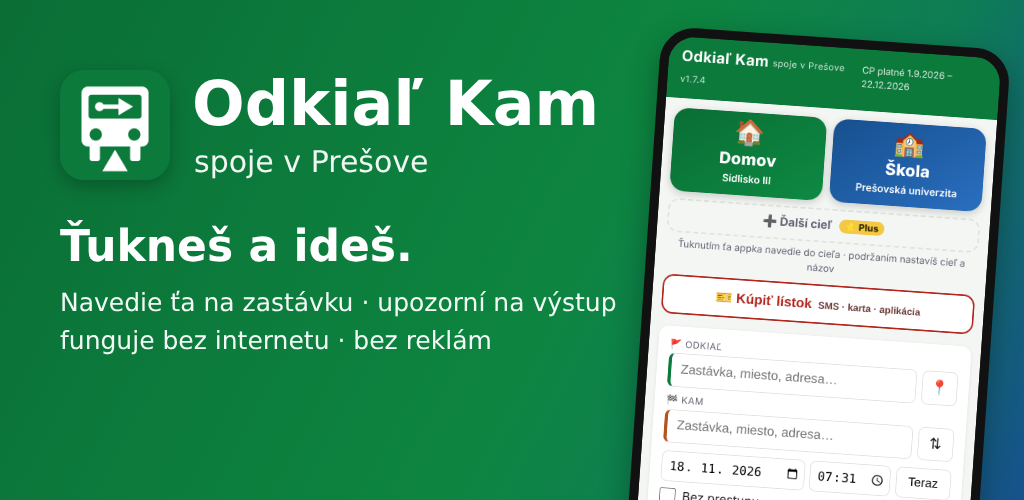 Odkiaľ Kam
spoje v Prešove
Ťukneš a ideš.
Navedie ťa na zastávku · upozorní na výstup
funguje bez internetu · bez reklám
Odkiaľ Kam spoje v Prešove
v1.7.4
CP platné 1.9.2026 –
22.12.2026
Domov
Sídlisko III
Škola
Prešovská univerzita
Ďalší cieľ Plus
Ťuknutím ťa appka navedie do cieľa · podržaním nastavíš cieľ a
názov
Kúpiť lístok SMS · karta · aplikácia
ODKIAĽ
Zastávka, miesto, adresa…
KAM
Zastávka, miesto, adresa…
18. 11. 2026 07:31 Teraz
Bez prestupu